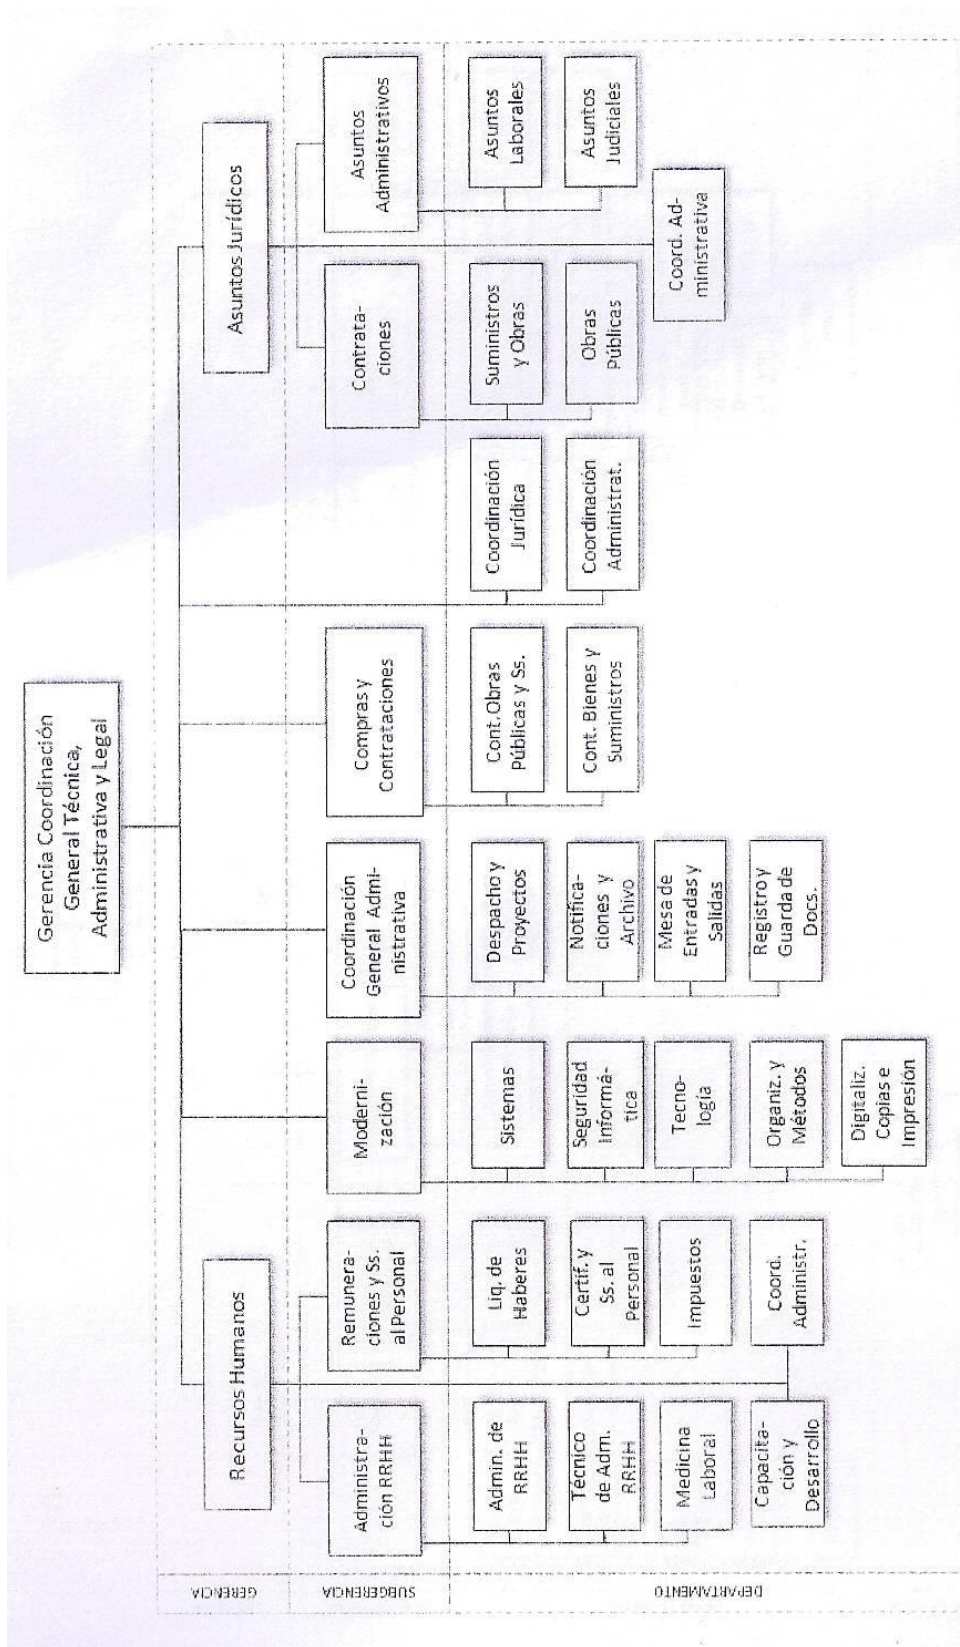 Gerencia Coordinación
General Técnica,
Administrativa y Legal
GERENCIA
Recursos Humanos
Asuntos Jurídicos
SUBGERENCIA
Administra-
ción RRHH
Remunera-
ciones y Ss.
al Personal
Moderni-
zación
Coordinación
General Admi-
nistrativa
Compras y
Contrataciones
Contrata-
ciones
Asuntos
Administrativos
DEPARTAMENTO
Admin. de
RRHH
Técnico
de Adm.
RRHH
Medicina
Laboral
Capacita-
ción y
Desarrollo
Liq. de
Haberes
Certif. y
Ss. al
Personal
Impuestos
Coord.
Administr.
Sistemas
Seguridad
Informá-
tica
Tecno-
logía
Organiz. y
Métodos
Digitaliz.
Copias e
Impresión
Despacho y
Proyectos
Notifica-
ciones y
Archivo
Mesa de
Entradas y
Salidas
Registro y
Guarda de
Docs.
Cont. Obras
Públicas y Ss.
Cont. Bienes y
Suministros
Coordinación
Jurídica
Coordinación
Administrat.
Suministros
y Obras
Obras
Públicas
Asuntos
Laborales
Asuntos
Judiciales
Coord. Ad-
ministrativa